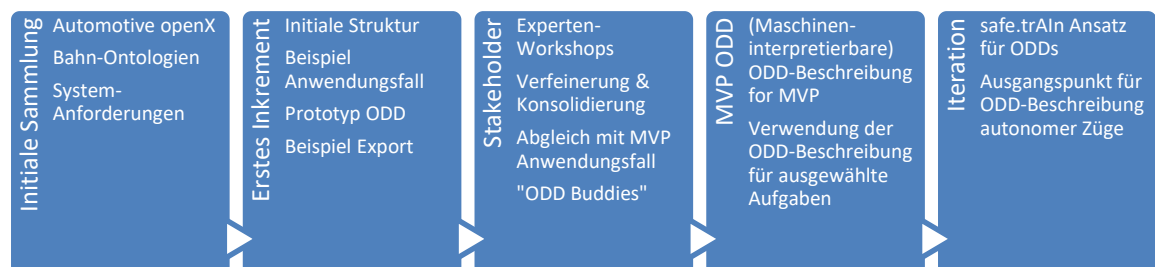 Initiale Sammlung
Automotive openX
Bahn-Ontologien
System-
Anforderungen
Erstes Inkrement
Initiale Struktur
Beispiel
Anwendungsfall
Prototyp ODD
Beispiel Export
Stakeholder
Experten-
Workshops
Verfeinerung &
Konsolidierung
Abgleich mit MVP
Anwendungsfall
"ODD Buddies"
MVP ODD
(Maschinen-
interpretierbare)
ODD-Beschreibung
for MVP
Verwendung der
ODD-Beschreibung
für ausgewählte
Aufgaben
Iteration
safe.trAIn Ansatz
für ODDs
Ausgangspunkt für
ODD-Beschreibung
autonomer Züge